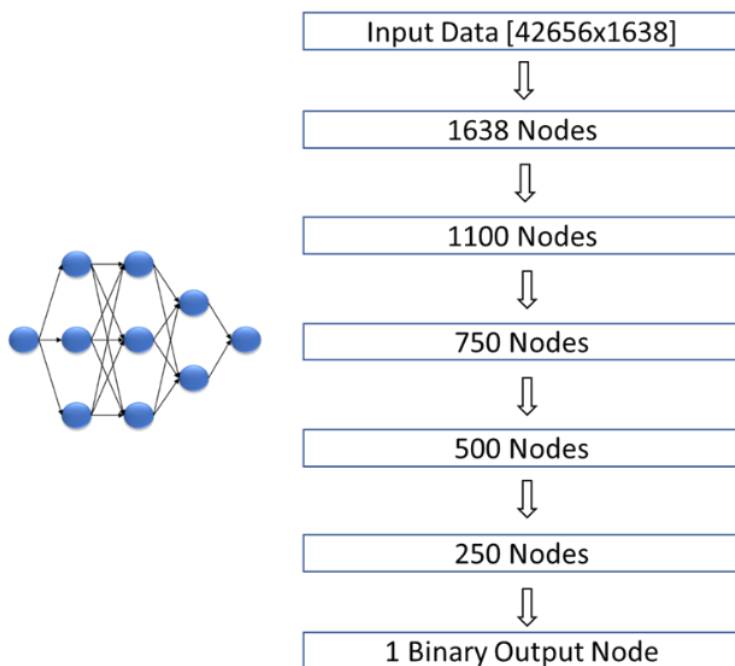 Input Data [42656x1638]
1638 Nodes
1100 Nodes
750 Nodes
500 Nodes
250 Nodes
1 Binary Output Node